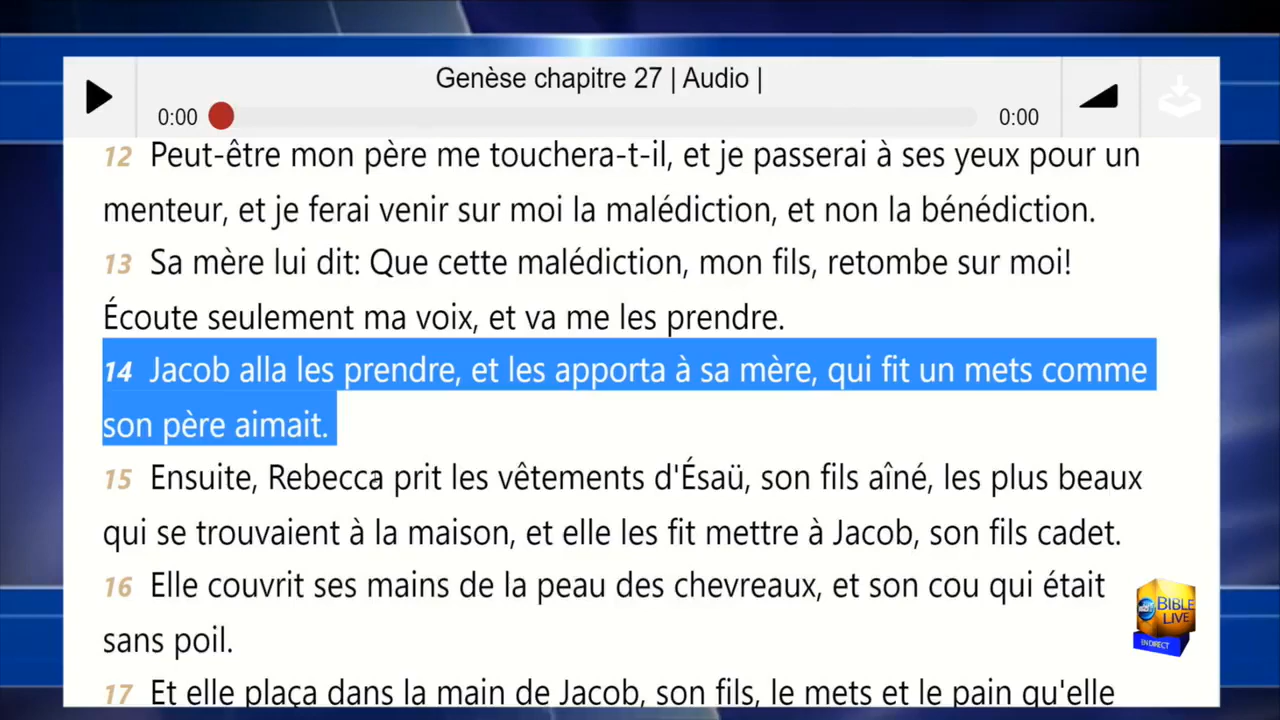 Genèse chapitre 27 | Audio |
0:00
0:00
12 Peut-être mon père me touchera-t-il, et je passerai à ses yeux pour un
menteur, et je ferai venir sur moi la malédiction, et non la bénédiction.
13 Sa mère lui dit: Que cette malédiction, mon fils, retombe sur moi!
Écoute seulement ma voix, et va me les prendre.
14 Jacob alla les prendre, et les apporta à sa mère, qui fit un mets comme
son père aimait.
15 Ensuite, Rebecca prit les vêtements d'Ésaü, son fils aîné, les plus beaux
qui se trouvaient à la maison, et elle les fit mettre à Jacob, son fils cadet.
16 Elle couvrit ses mains de la peau des chevreaux, et son cou qui était
sans poil.
17 Et elle plaça dans la main de Jacob, son fils, le mets et le pain qu'elle
BIBLE
LIVE
EN DIRECT